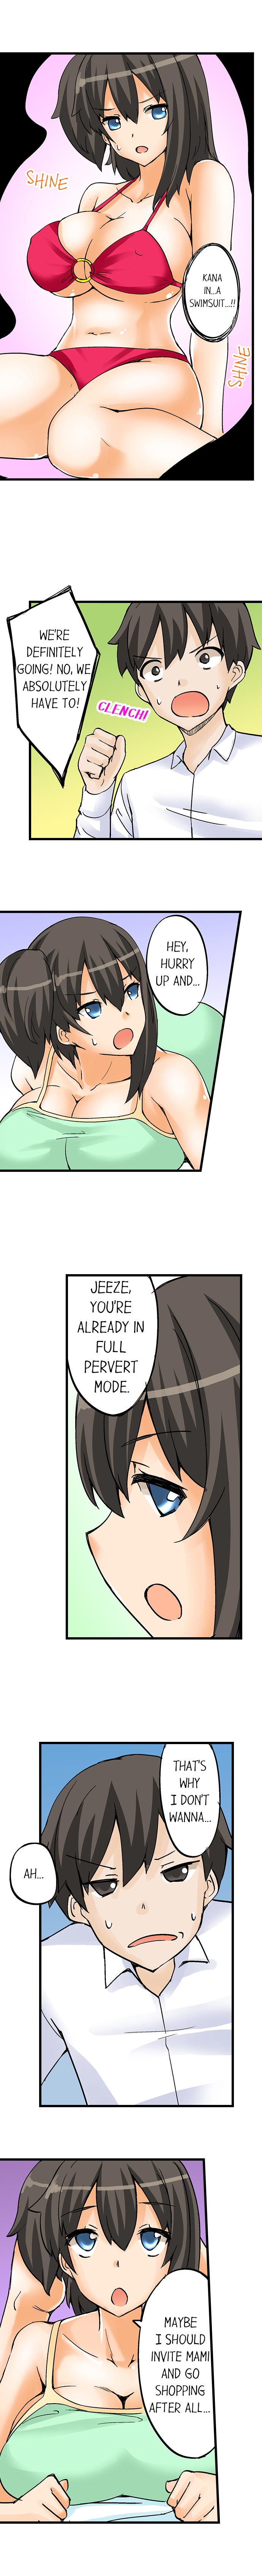 SHINE
KANA
IN...A
SWIMSUIT...!!
SHINE
WE'RE
DEFINITELY
GOING! NO, WE
ABSOLUTELY
HAVE TO!
CLENCH!
HEY,
HURRY
UP AND...
JEEZE,
YOU'RE
ALREADY IN
FULL
PERVERT
MODE.
THAT'S
WHY
I DON'T
WANNA...
AH...
MAYBE
I SHOULD
INVITE MAMI
AND GO
SHOPPING
AFTER ALL...